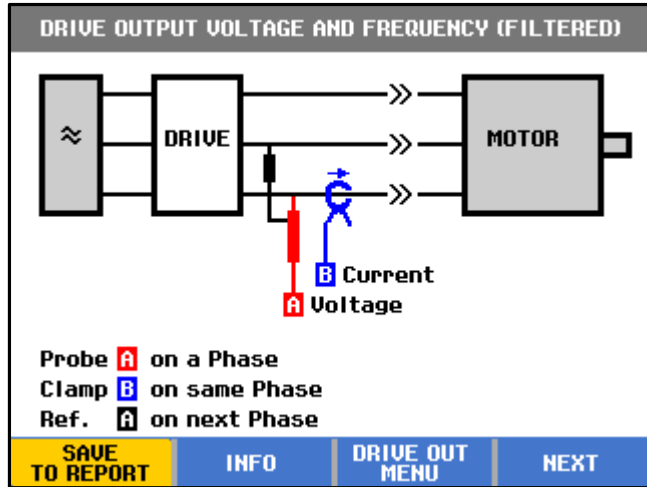 DRIVE OUTPUT VOLTAGE AND FREQUENCY (FILTERED)
≈
DRIVE
MOTOR
B Current
A Voltage
Probe A on a Phase
Clamp B on same Phase
Ref. A on next Phase
SAVE
TO REPORT
INFO
DRIVE OUT
MENU
NEXT